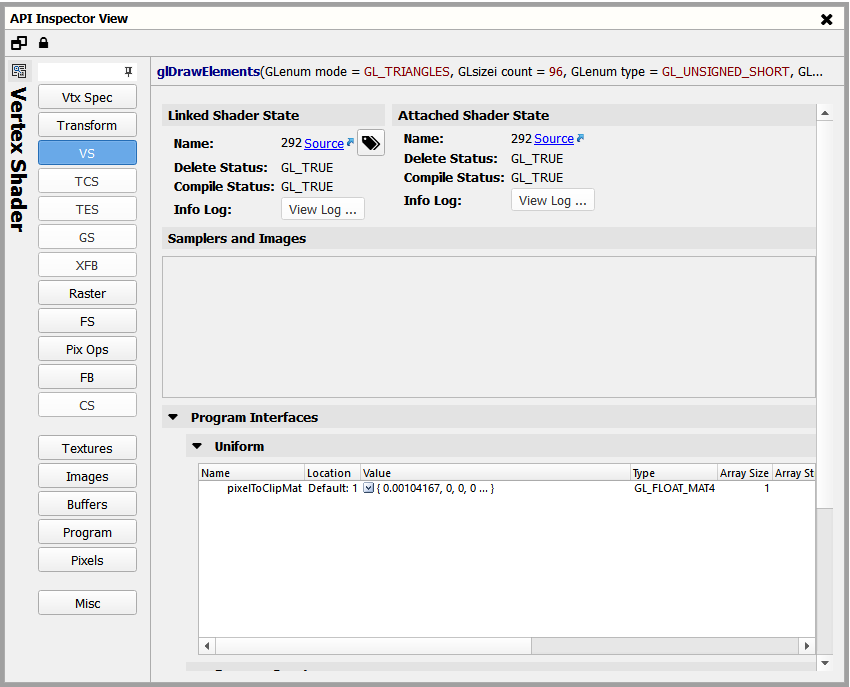 API Inspector View
glDrawElements(GLenum mode = GL_TRIANGLES, GLsizei count = 96, GLenum type = GL_UNSIGNED_SHORT, GL...
Vertex Shader
Vtx Spec
Transform
VS
TCS
TES
GS
XFB
Raster
FS
Pix Ops
FB
CS
Textures
Images
Buffers
Program
Pixels
Misc
Linked Shader State
Name: 292 Source
Delete Status: GL_TRUE
Compile Status: GL_TRUE
Info Log: View Log ...
Attached Shader State
Name: 292 Source
Delete Status: GL_TRUE
Compile Status: GL_TRUE
Info Log: View Log ...
Samplers and Images
Program Interfaces
Uniform
Name Location Value Type Array Size Array St
pixelToClipMat Default: 1 { 0.00104167, 0, 0, 0 ... } GL_FLOAT_MAT4 1